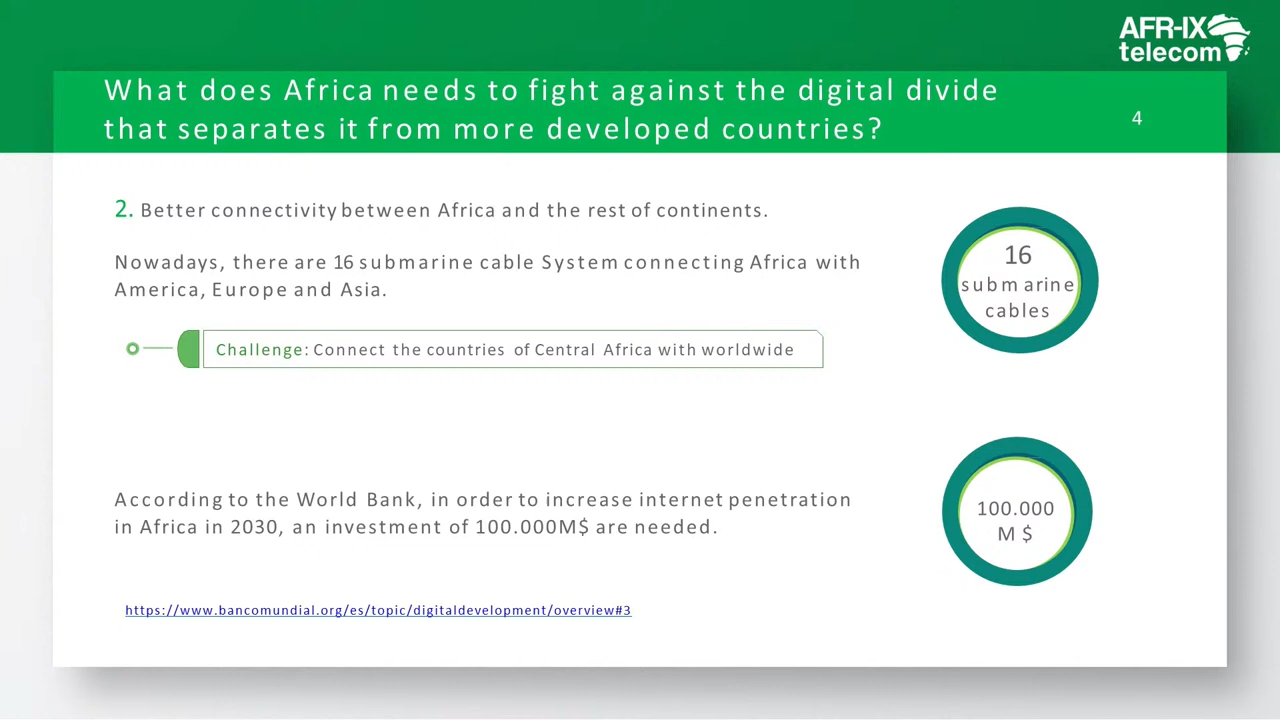 AFR-IX
telecom
What does Africa needs to fight against the digital divide
that separates it from more developed countries?
4
2. Better connectivity between Africa and the rest of continents.
Nowadays, there are 16 submarine cable System connecting Africa with
America, Europe and Asia.
16
submarine
cables
Challenge: Connect the countries of Central Africa with worldwide
According to the World Bank, in order to increase internet penetration
in Africa in 2030, an investment of 100.000M$ are needed.
100.000
M $
https://www.bancomundial.org/es/topic/digitaldevelopment/overview#3